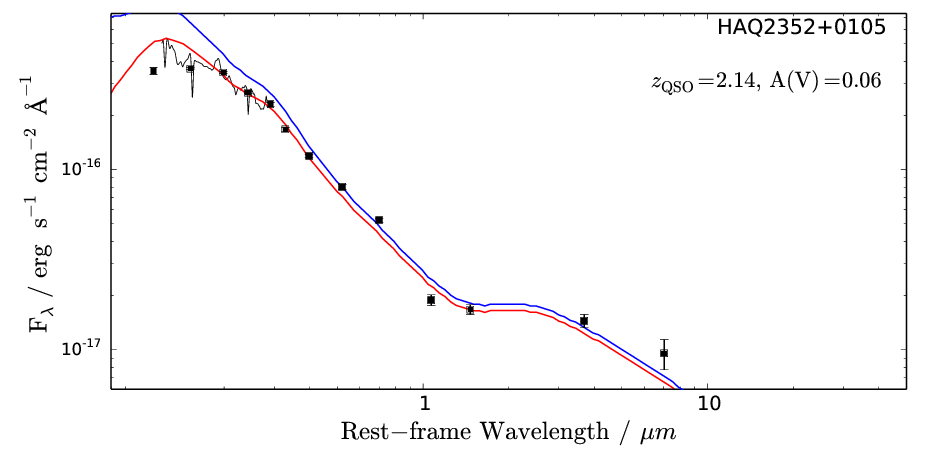 HAQ2352+0105
z_QSO=2.14, A(V)=0.06
F_λ / erg s⁻¹ cm⁻² Å⁻¹
10⁻¹⁶
10⁻¹⁷
1 10
Rest−frame Wavelength / μm